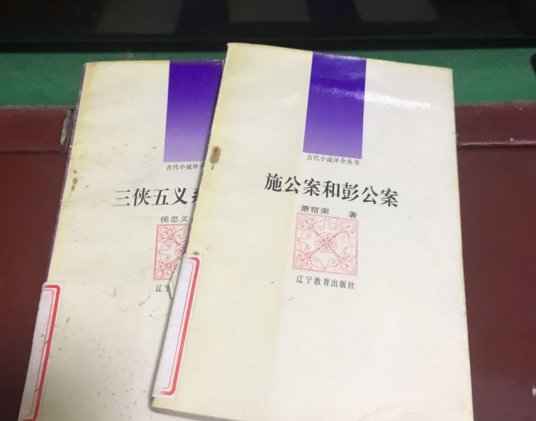 古代小说评介丛书
施公案和彭公案
萧宿荣 著
辽宁教育出版社
古代小说评介
三侠五义系
侯忠义
辽宁